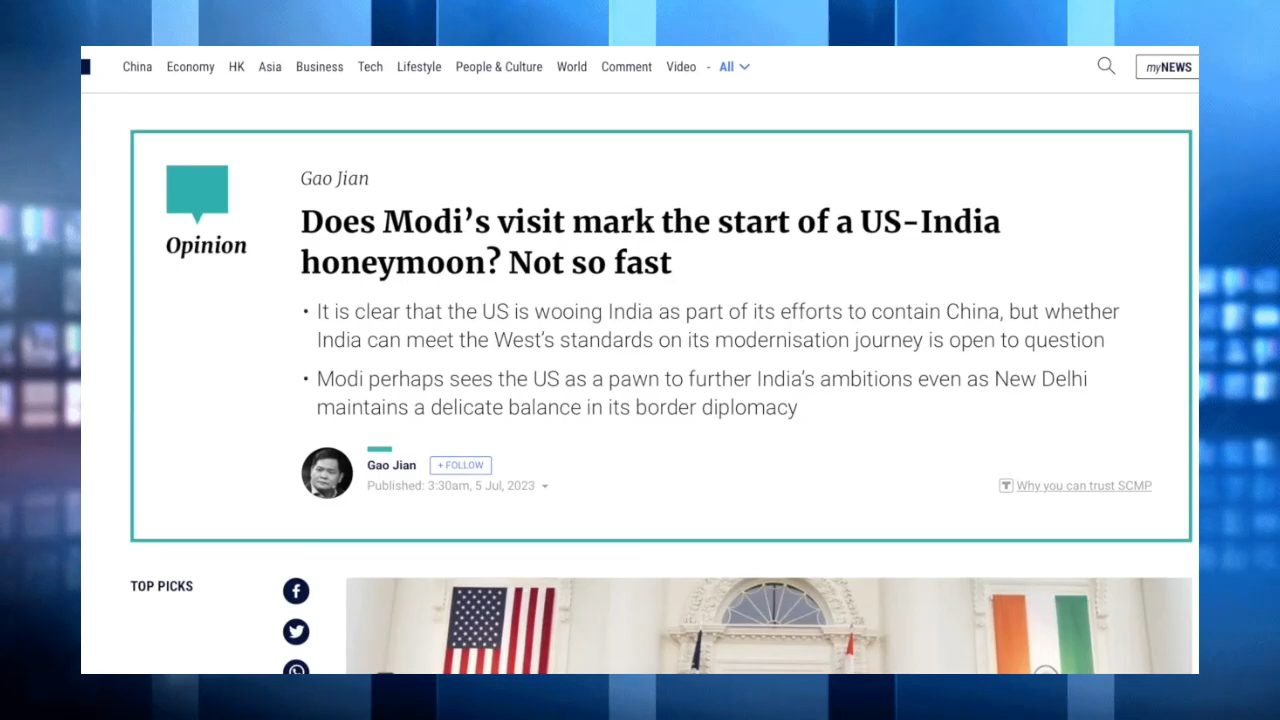 China Economy HK Asia Business Tech Lifestyle People & Culture World Comment Video - All
myNEWS
Opinion
Gao Jian
Does Modi's visit mark the start of a US-India
honeymoon? Not so fast
• It is clear that the US is wooing India as part of its efforts to contain China, but whether
India can meet the West's standards on its modernisation journey is open to question
• Modi perhaps sees the US as a pawn to further India's ambitions even as New Delhi
maintains a delicate balance in its border diplomacy
Gao Jian + FOLLOW
Published: 3:30am, 5 Jul, 2023
Why you can trust SCMP
TOP PICKS